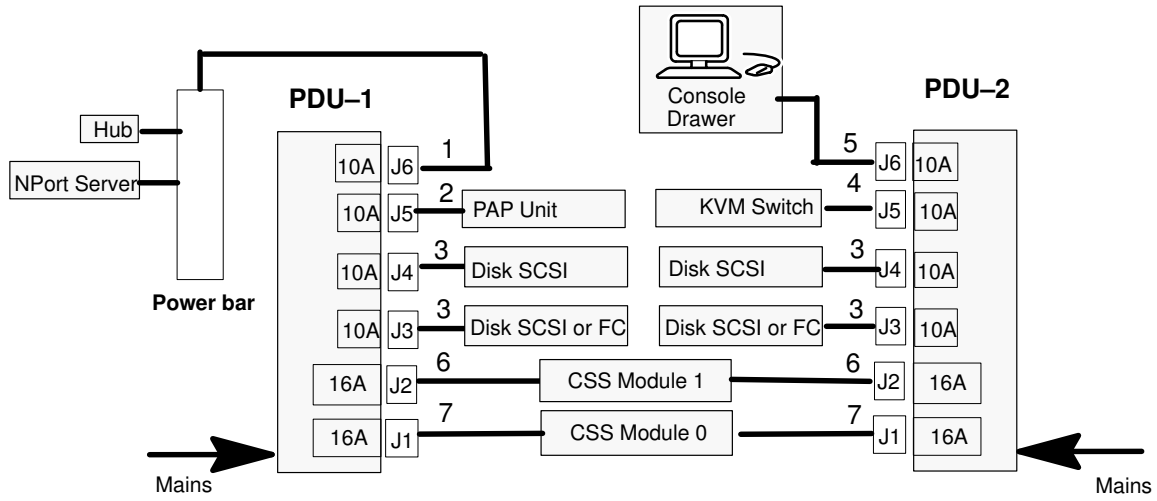 Console
Drawer
PDU–1
PDU–2
Hub
NPort Server
Power bar
10A J6 1
5 J6 10A
10A J5 2 PAP Unit
KVM Switch 4 J5 10A
10A J4 3 Disk SCSI
Disk SCSI 3 J4 10A
10A J3 3 Disk SCSI or FC
Disk SCSI or FC 3 J3 10A
16A J2 6 CSS Module 1 6 J2 16A
16A J1 7 CSS Module 0 7 J1 16A
Mains
Mains